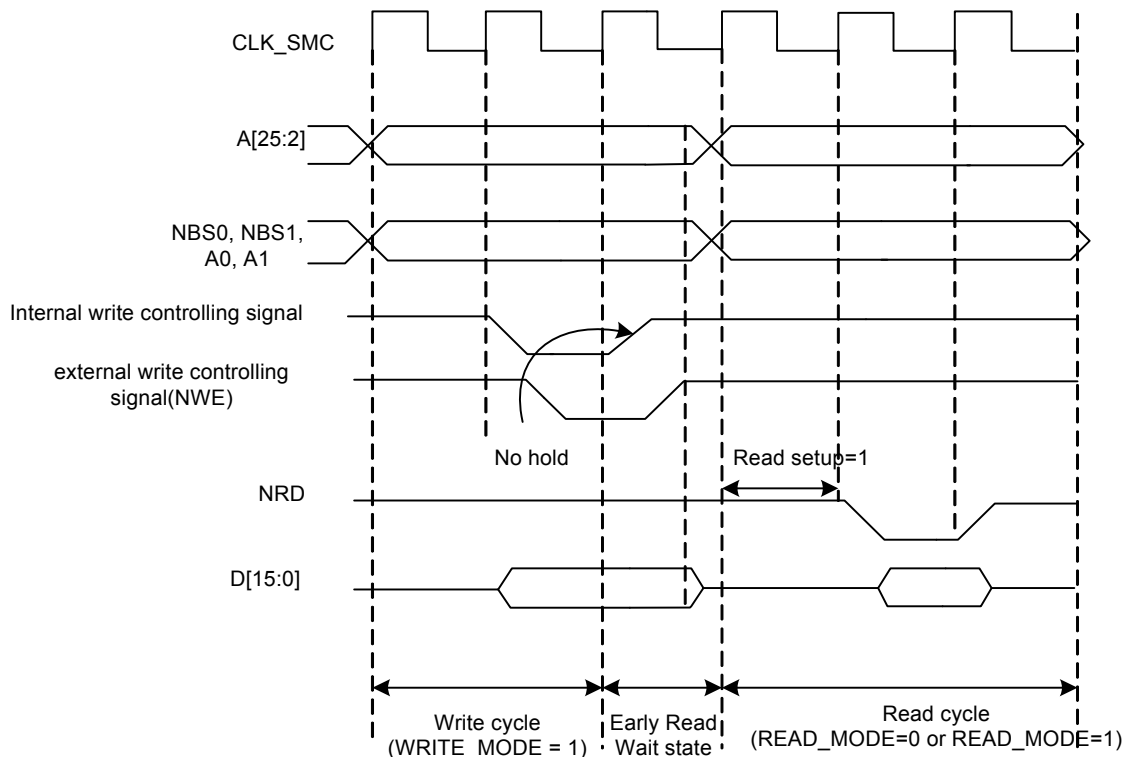 CLK_SMC
A[25:2]
NBS0, NBS1,
A0, A1
Internal write controlling signal
external write controlling
signal(NWE)
No hold
Read setup=1
NRD
D[15:0]
Write cycle
(WRITE_MODE = 1)
Early Read
Wait state
Read cycle
(READ_MODE=0 or READ_MODE=1)